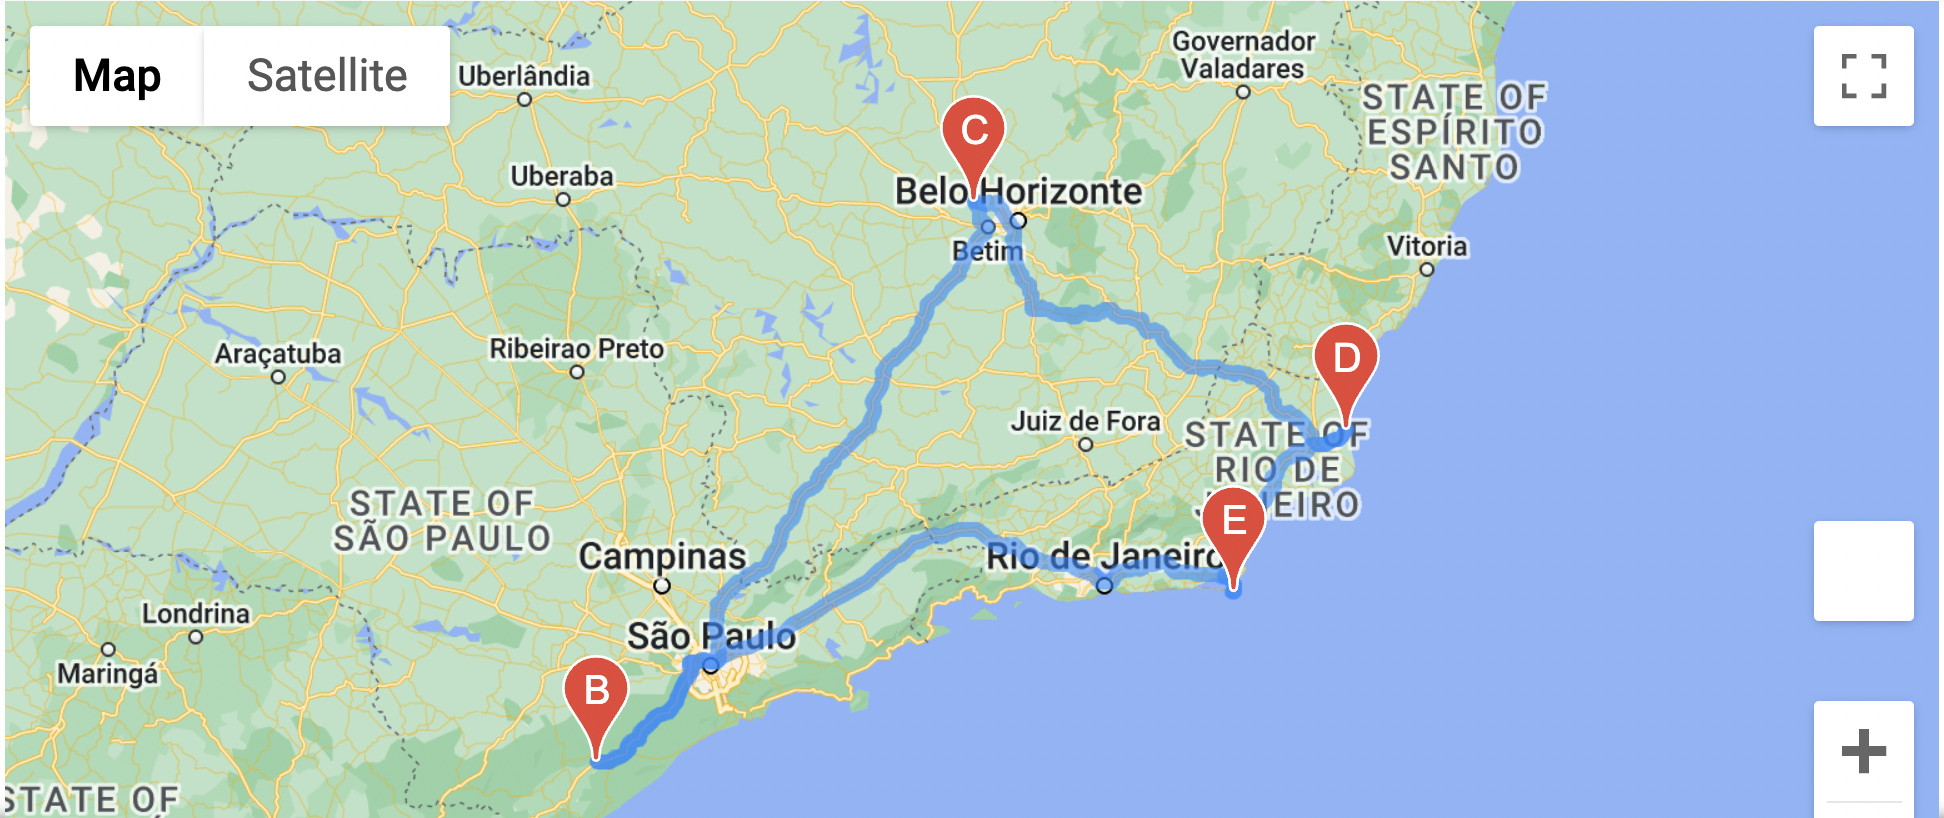 Map
Satellite
Uberlândia
Governador
Valadares
STATE OF
ESPÍRITO
SANTO
C
Uberaba
Belo Horizonte
Betim
Vitoria
Araçatuba
Ribeirao Preto
D
Juiz de Fora
STATE OF
RIO DE
JANEIRO
STATE OF
SÃO PAULO
E
Campinas
Rio de Janeiro
Londrina
São Paulo
Maringá
B
STATE OF
+